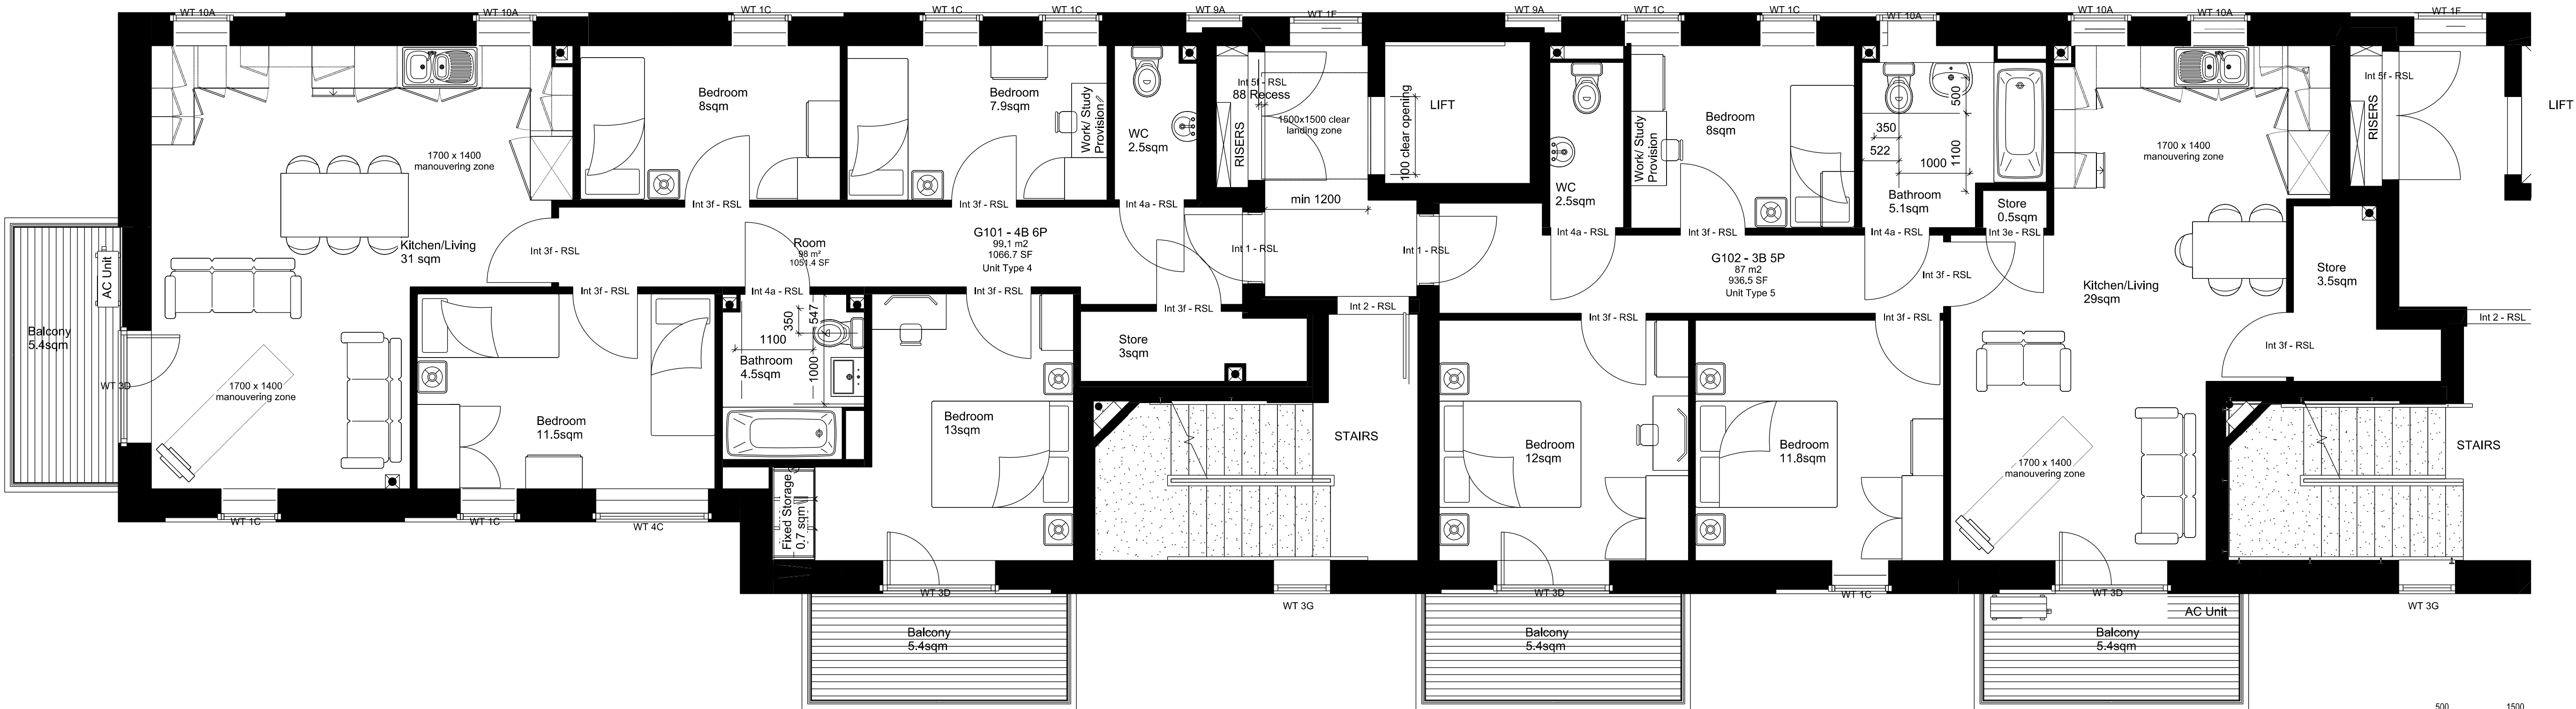 WT 10A
WT 10A
WT 1C
WT 1C
WT 1C
WT 9A
WT 1F
WT 9A
WT 1C
WT 1C
WT 10A
WT 10A
WT 10A
WT 1F
Bedroom
8sqm
Bedroom
7.9sqm
Work/ Study
Provision
WC
2.5sqm
RISERS
Int 5f - RSL
88 Recess
1500x1500 clear
landing zone
100 clear opening
LIFT
WC
2.5sqm
Work/ Study
Provision
Bedroom
8sqm
350
522
500
1000
1100
Bathroom
5.1sqm
Store
0.5sqm
1700 x 1400
manouvering zone
1700 x 1400
manouvering zone
RISERS
Int 5f - RSL
LIFT
min 1200
Int 3f - RSL
Int 3f - RSL
Int 4a - RSL
Int 4a - RSL
Int 3f - RSL
Int 4a - RSL
Int 3e - RSL
Kitchen/Living
31 sqm
Int 3f - RSL
Room
98 m²
1051.4 SF
G101 - 4B 6P
99.1 m2
1066.7 SF
Unit Type 4
Int 1 - RSL
Int 1 - RSL
G102 - 3B 5P
87 m2
936.5 SF
Unit Type 5
Int 3f - RSL
Kitchen/Living
29sqm
Store
3.5sqm
AC Unit
Balcony
5.4sqm
Int 3f - RSL
Int 4a - RSL
Int 3f - RSL
Int 3f - RSL
Int 2 - RSL
Int 3f - RSL
Int 3f - RSL
Int 2 - RSL
Int 3f - RSL
350
547
1100
1000
Bathroom
4.5sqm
Store
3sqm
WT 3D
1700 x 1400
manouvering zone
Bedroom
11.5sqm
Bedroom
13sqm
STAIRS
Bedroom
12sqm
Bedroom
11.8sqm
1700 x 1400
manouvering zone
STAIRS
Fixed Storage
0.7 sqm
WT 1C
WT 1C
WT 4C
WT 3D
WT 3G
WT 3D
WT 1C
WT 3D
WT 3G
AC Unit
Balcony
5.4sqm
Balcony
5.4sqm
Balcony
5.4sqm
500
1500